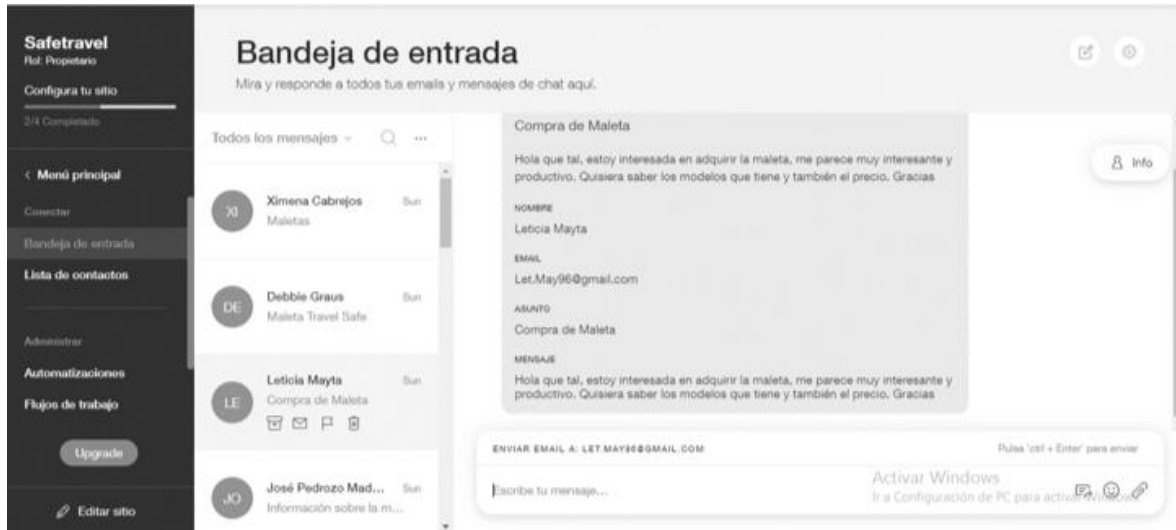 Safetravel
Rol: Propietario
Configura tu sitio
2/4 Completado
< Menú principal
Conectar
Bandeja de entrada
Lista de contactos
Administrar
Automatizaciones
Flujos de trabajo
Upgrade
Editar sitio
Bandeja de entrada
Mira y responde a todos tus emails y mensajes de chat aquí.
Todos los mensajes
XI
Ximena Cabrejos Sun
Maletas
DE
Debbie Graus Sun
Maleta Travel Safe
LE
Leticia Mayta Sun
Compra de Maleta
JO
José Pedrozo Mad... Sun
Información sobre la m...
Compra de Maleta
Hola que tal, estoy interesada en adquirir la maleta, me parece muy interesante y
productivo. Quisiera saber los modelos que tiene y también el precio. Gracias
NOMBRE
Leticia Mayta
EMAIL
Let.May96@gmail.com
ASUNTO
Compra de Maleta
MENSAJE
Hola que tal, estoy interesada en adquirir la maleta, me parece muy interesante y
productivo. Quisiera saber los modelos que tiene y también el precio. Gracias
Info
ENVIAR EMAIL A: LET.MAY96@GMAIL.COM Pulsa 'ctrl + Enter' para enviar
Escribe tu mensaje...
Activar Windows
Ir a Configuración de PC para activar Windows.